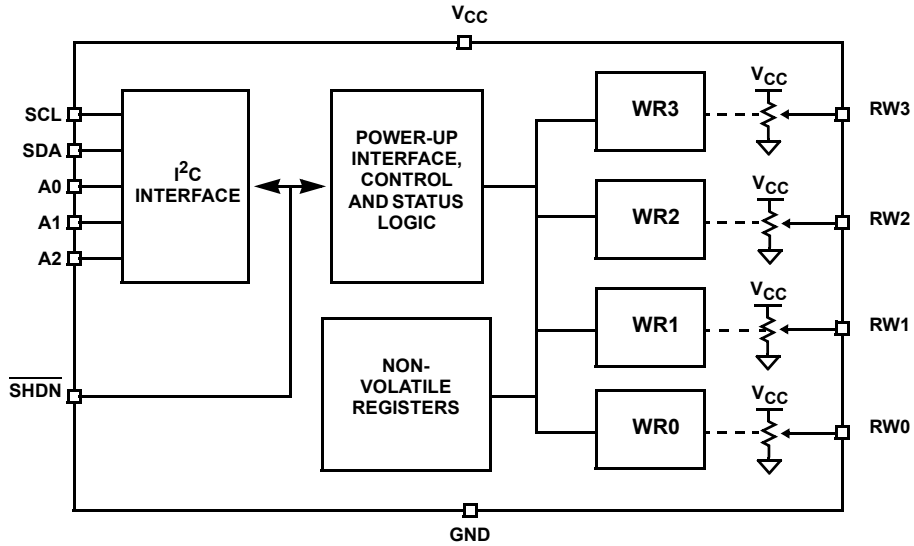 VCC
SCL
SDA
A0
A1
A2
SHDN
I2C
INTERFACE
POWER-UP
INTERFACE,
CONTROL
AND STATUS
LOGIC
NON-
VOLATILE
REGISTERS
WR3
VCC
RW3
WR2
VCC
RW2
WR1
VCC
RW1
WR0
VCC
RW0
GND